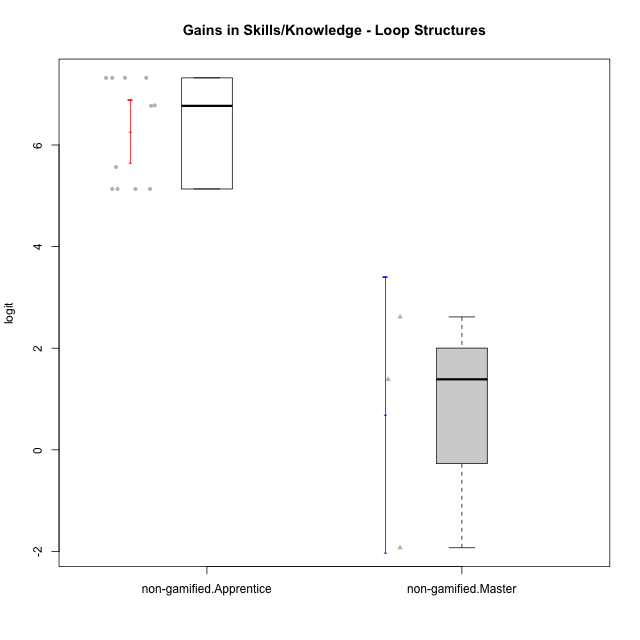 Gains in Skills/Knowledge - Loop Structures
logit
6
4
2
0
-2
non-gamified.Apprentice
non-gamified.Master